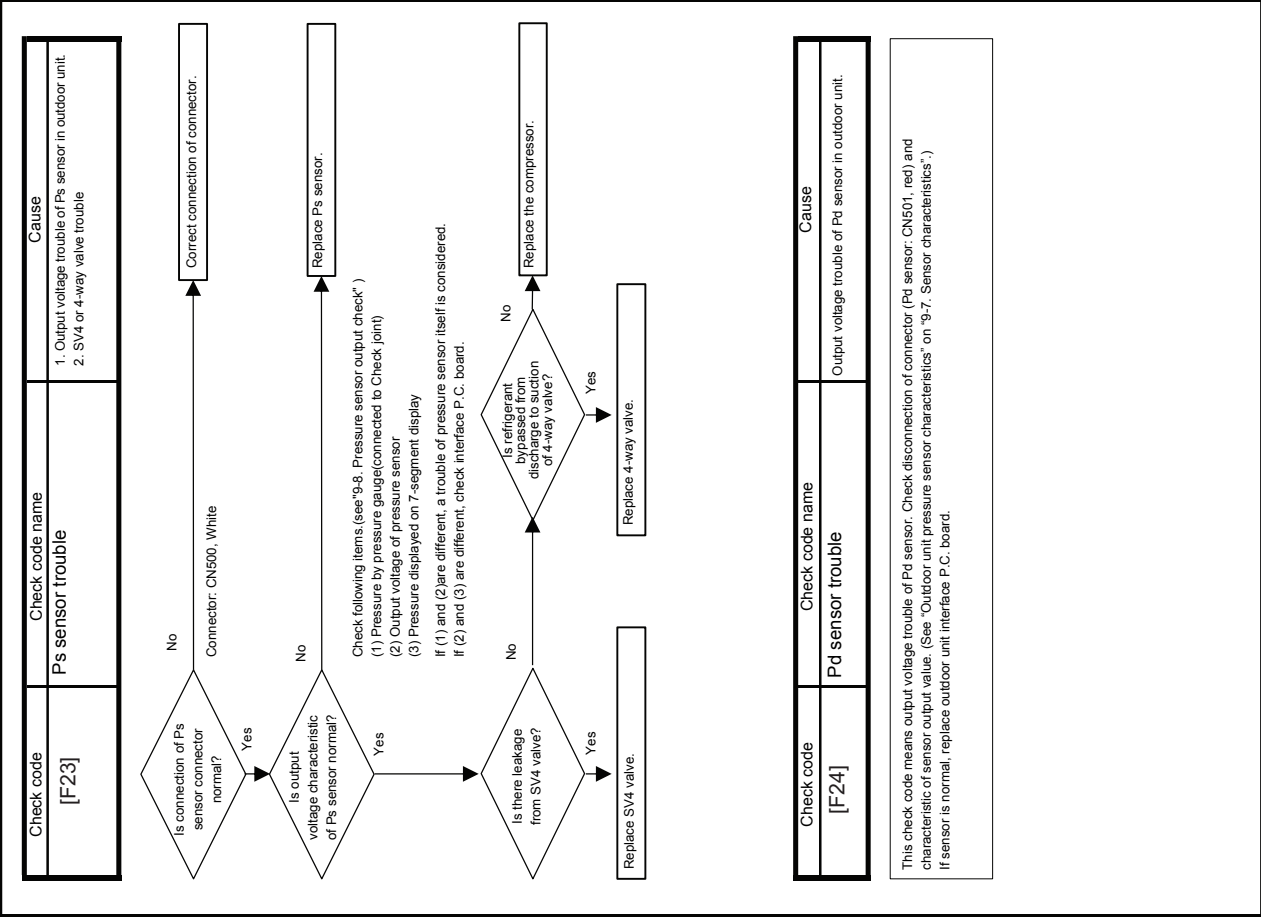 Check code
Check code name
Cause
[F23]
Ps sensor trouble
1. Output voltage trouble of Ps sensor in outdoor unit.
2. SV4 or 4-way valve trouble
Is connection of Ps
sensor connector
normal?
No
Correct connection of connector.
Connector: CN500, White
Yes
Is output
voltage characteristic
of Ps sensor normal?
No
Replace Ps sensor.
Check following items.(see"9-8. Pressure sensor output check" )
(1) Pressure by pressure gauge(connected to Check joint)
(2) Output voltage of pressure sensor
(3) Pressure displayed on 7-segment display
If (1) and (2)are different, a trouble of pressure sensor itself is considered.
If (2) and (3) are different, check interface P.C. board.
Yes
Is there leakage
from SV4 valve?
No
Is refrigerant
bypassed from
discharge to suction
of 4-way valve?
No
Replace the compressor.
Yes
Yes
Replace SV4 valve.
Replace 4-way valve.
Check code
Check code name
Cause
[F24]
Pd sensor trouble
Output voltage trouble of Pd sensor in outdoor unit.
This check code means output voltage trouble of Pd sensor. Check disconnection of connector (Pd sensor: CN501, red) and
characteristic of sensor output value. (See “Outdoor unit pressure sensor characteristics” on “9-7. Sensor characteristics”.)
If sensor is normal, replace outdoor unit interface P.C. board.